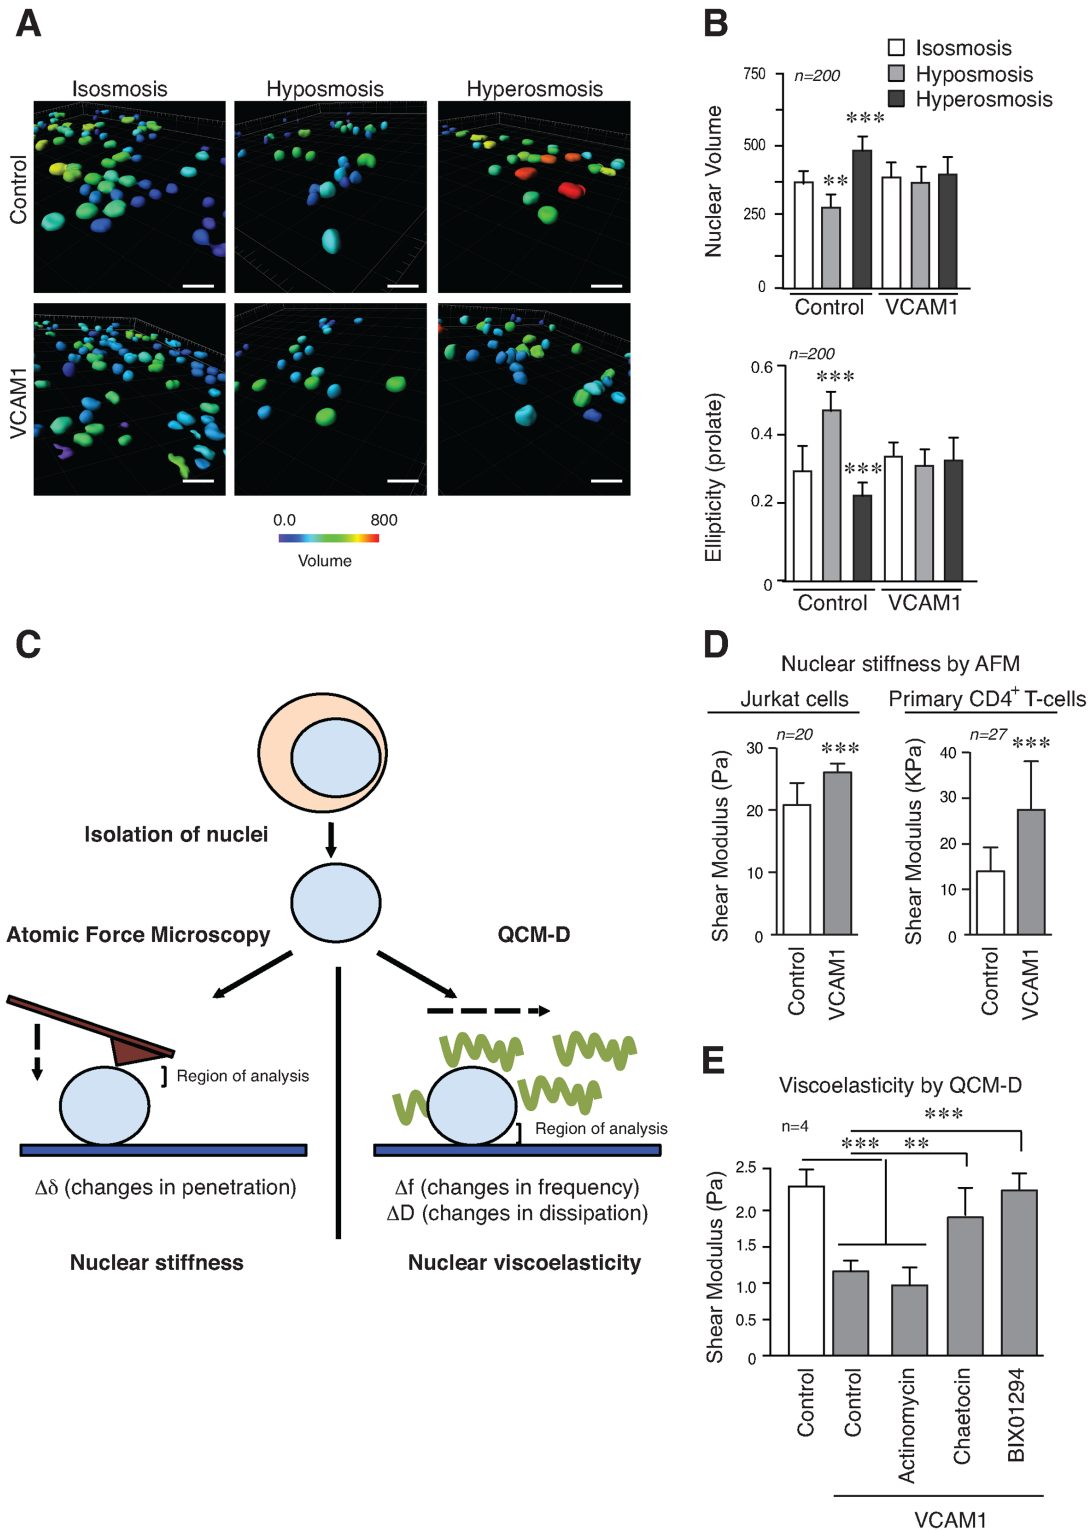 A
Isosmosis
Hyposmosis
Hyperosmosis
Control
VCAM1
0.0
800
Volume
B
Isosmosis
Hyposmosis
Hyperosmosis
n=200
Nuclear Volume
750
500
250
0
**
***
Control
VCAM1
n=200
Ellipticity (prolate)
0.6
0.4
0.2
0
***
***
Control
VCAM1
C
Isolation of nuclei
Atomic Force Microscopy
QCM-D
Region of analysis
Region of analysis
Δδ (changes in penetration)
Δf (changes in frequency)
ΔD (changes in dissipation)
Nuclear stiffness
Nuclear viscoelasticity
D
Nuclear stiffness by AFM
Jurkat cells
Primary CD4+ T-cells
n=20
***
Shear Modulus (Pa)
30
20
10
0
Control
VCAM1
n=27
***
Shear Modulus (KPa)
40
30
20
10
0
Control
VCAM1
E
Viscoelasticity by QCM-D
n=4
***
***
**
Shear Modulus (Pa)
2.5
2.0
1.5
1.0
0.5
0
Control
Control
Actinomycin
Chaetocin
BIX01294
VCAM1